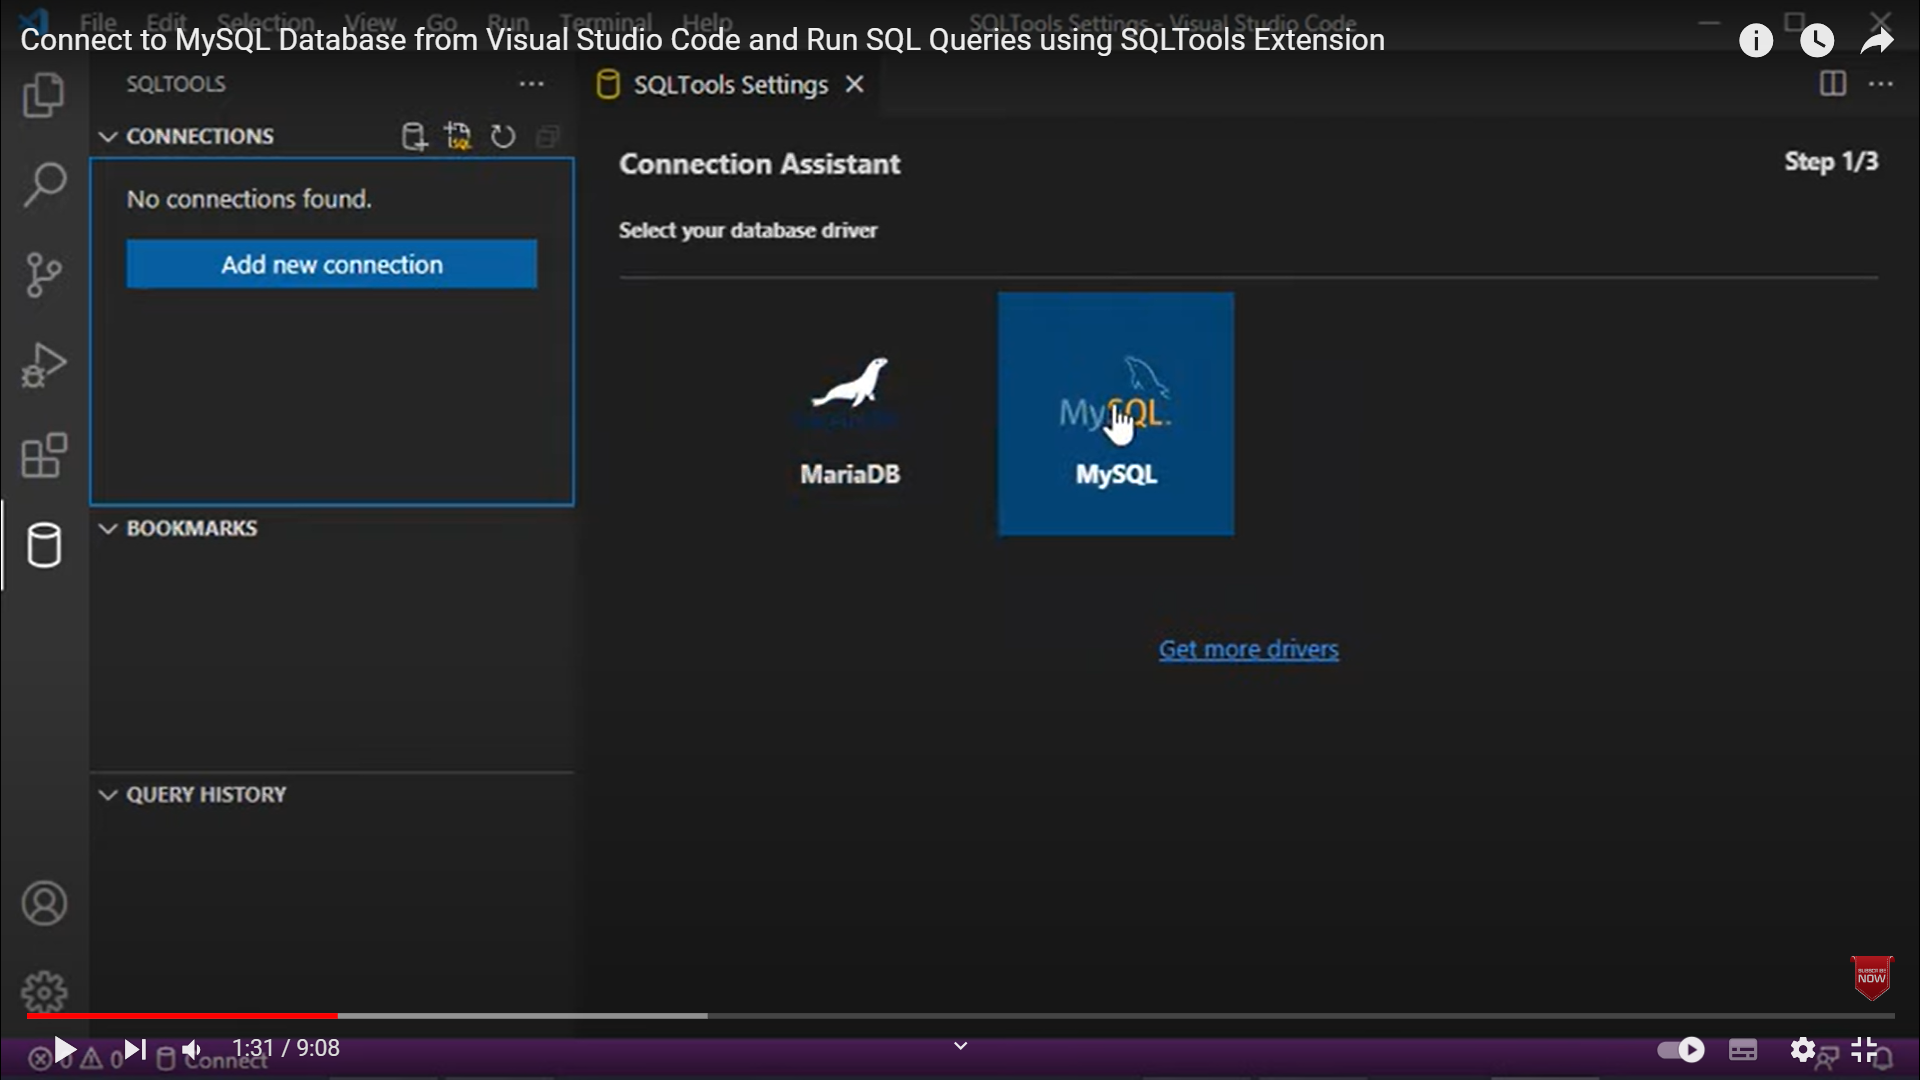 File Edit Selection View Go Run Terminal Help
SQLTools Settings - Visual Studio Code
Connect to MySQL Database from Visual Studio Code and Run SQL Queries using SQLTools Extension
SQLTOOLS
SQLTools Settings
CONNECTIONS
SQL
Connection Assistant
Step 1/3
No connections found.
Select your database driver
Add new connection
MySQL
MariaDB
MySQL
BOOKMARKS
Get more drivers
QUERY HISTORY
SUBSCRIBE
NOW
1:31 / 9:08
0 0 Connect